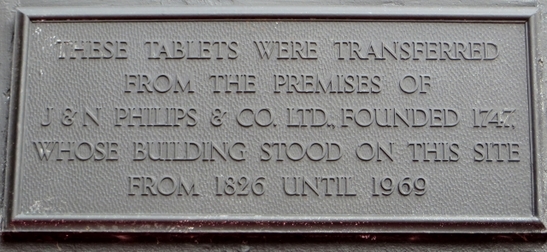 THESE TABLETS WERE TRANSFERRED
FROM THE PREMISES OF
J & N PHILIPS & CO. LTD., FOUNDED 1747,
WHOSE BUILDING STOOD ON THIS SITE
FROM 1826 UNTIL 1969